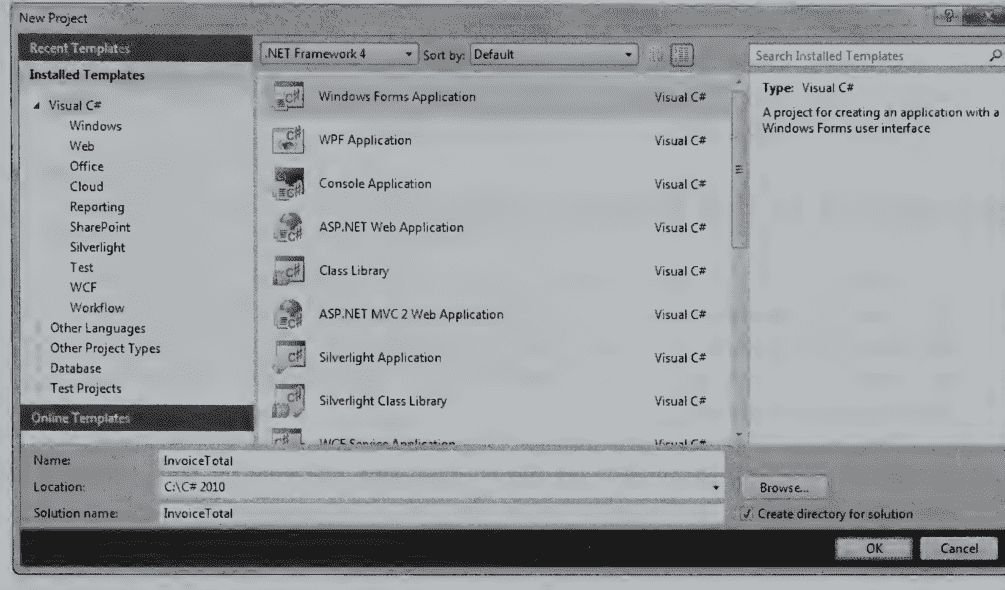 New Project
Recent Templates
.NET Framework 4
Sort by: Default
Search Installed Templates
Installed Templates
Visual C#
Windows
Web
Office
Cloud
Reporting
SharePoint
Silverlight
Test
WCF
Workflow
Other Languages
Other Project Types
Database
Test Projects
Online Templates
Windows Forms Application Visual C#
WPF Application Visual C#
Console Application Visual C#
ASP.NET Web Application Visual C#
Class Library Visual C#
ASP.NET MVC 2 Web Application Visual C#
Silverlight Application Visual C#
Silverlight Class Library Visual C#
WCF Service Application Visual C#
Type: Visual C#
A project for creating an application with a
Windows Forms user interface
Name: InvoiceTotal
Location: C:\C# 2010
Browse...
Solution name: InvoiceTotal
Create directory for solution
OK Cancel